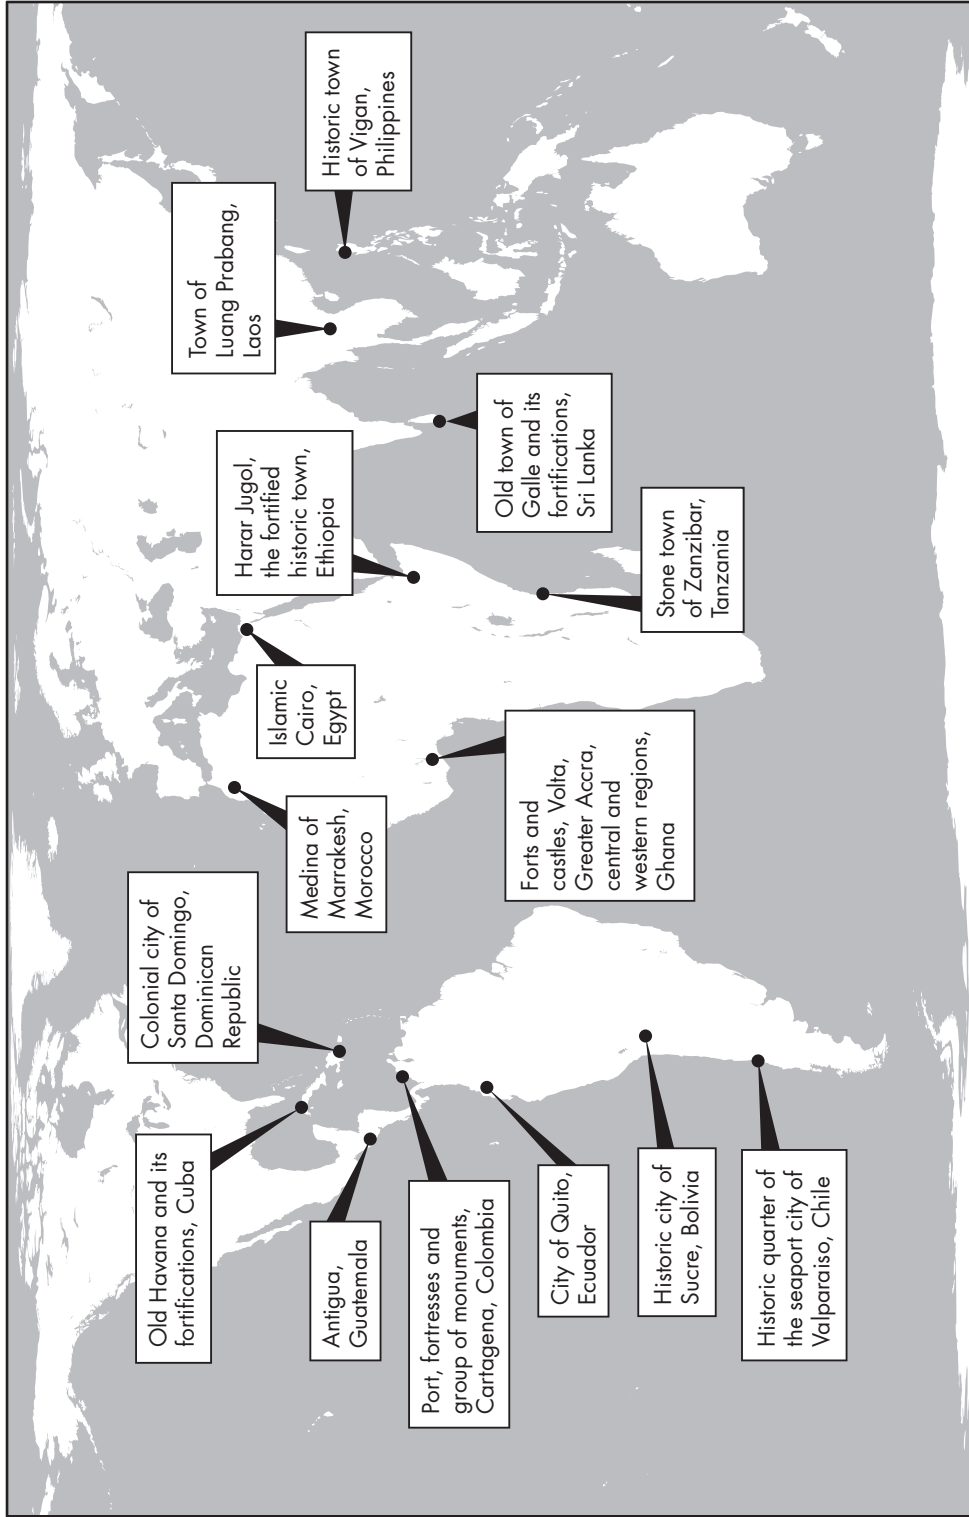 Old Havana and its
fortifications, Cuba
Colonial city of
Santa Domingo,
Dominican
Republic
Antigua,
Guatemala
Port, fortresses and
group of monuments,
Cartagena, Colombia
City of Quito,
Ecuador
Historic city of
Sucre, Bolivia
Historic quarter of
the seaport city of
Valparaiso, Chile
Medina of
Marrakesh,
Morocco
Islamic
Cairo,
Egypt
Forts and
castles, Volta,
Greater Accra,
central and
western regions,
Ghana
Harar Jugol,
the fortified
historic town,
Ethiopia
Stone town
of Zanzibar,
Tanzania
Old town of
Galle and its
fortifications,
Sri Lanka
Town of
Luang Prabang,
Laos
Historic town
of Vigan,
Philippines